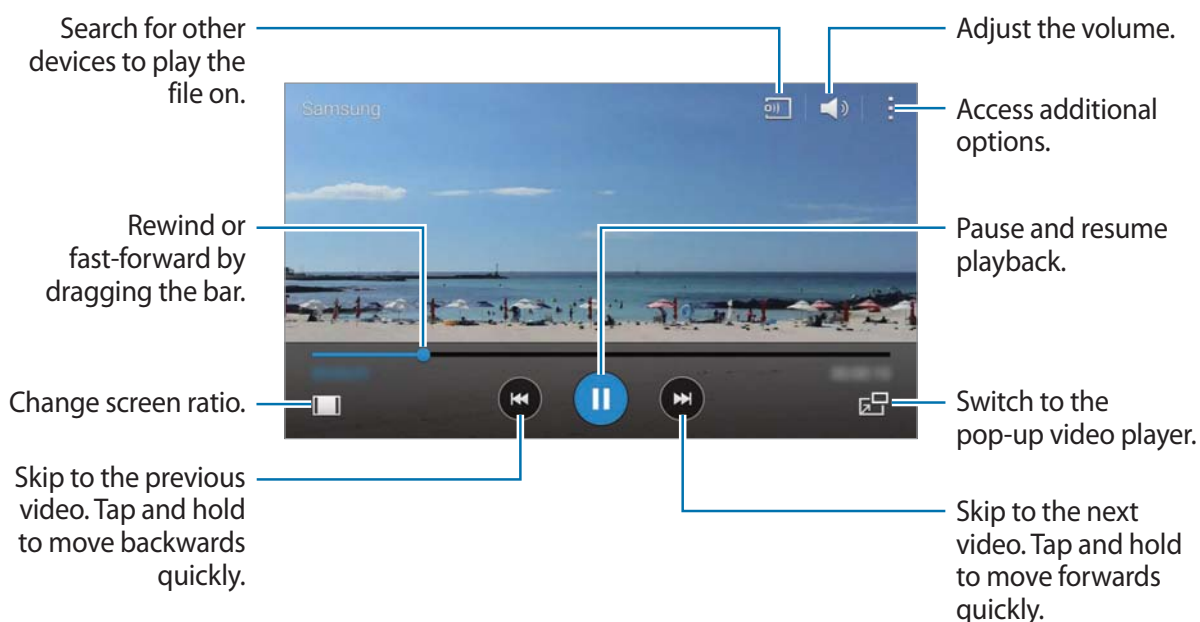 Search for other
devices to play the
file on.
Adjust the volume.
Samsung
Access additional
options.
Rewind or
fast-forward by
dragging the bar.
Pause and resume
playback.
Change screen ratio.
Switch to the
pop-up video player.
Skip to the previous
video. Tap and hold
to move backwards
quickly.
Skip to the next
video. Tap and hold
to move forwards
quickly.